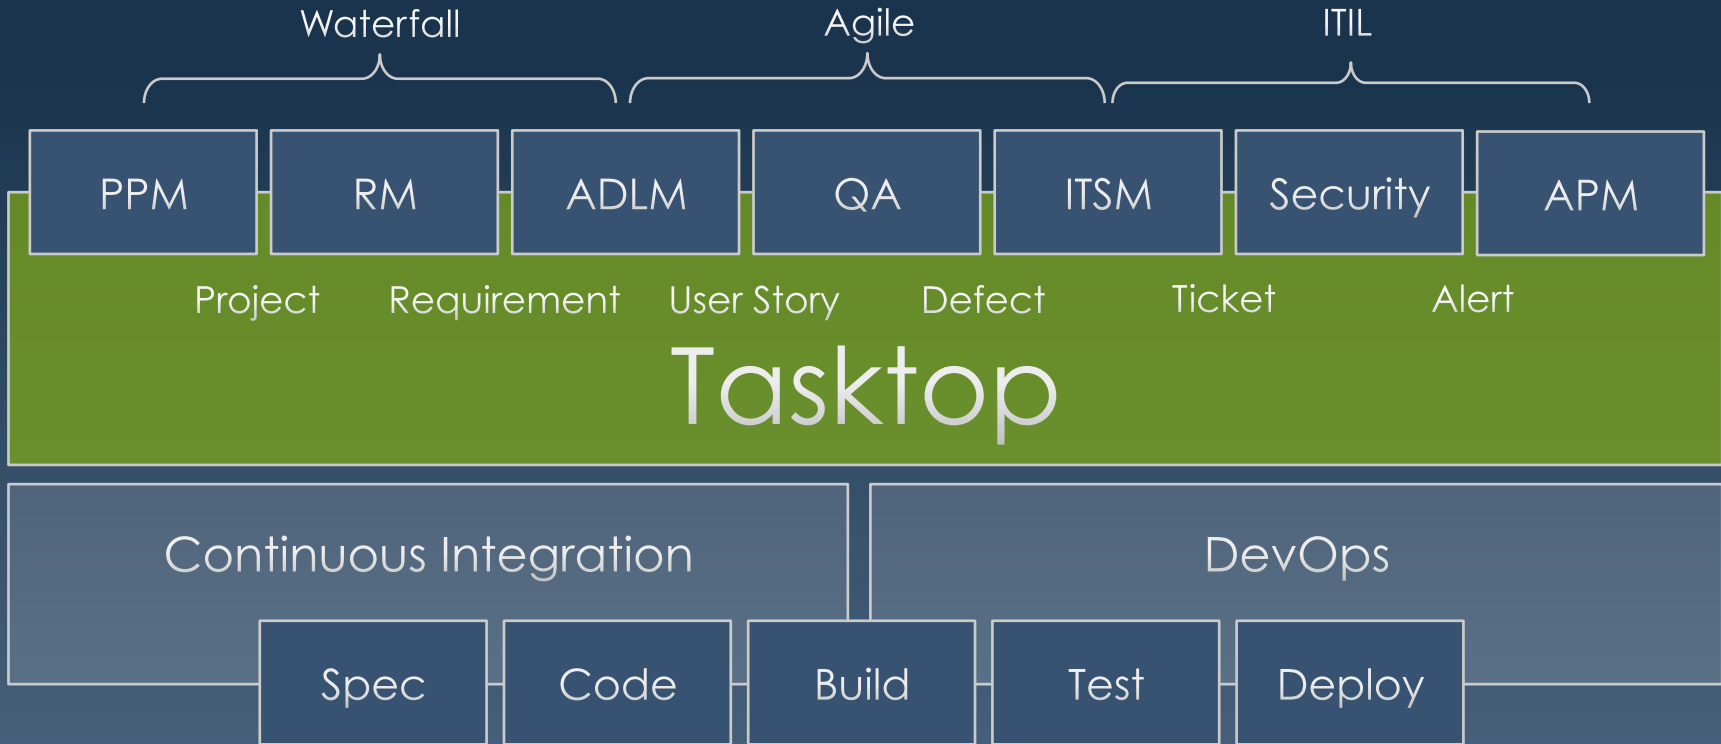 Waterfall Agile ITIL
PPM RM ADLM QA ITSM Security APM
Project Requirement User Story Defect Ticket Alert
Tasktop
Continuous Integration DevOps
Spec Code Build Test Deploy